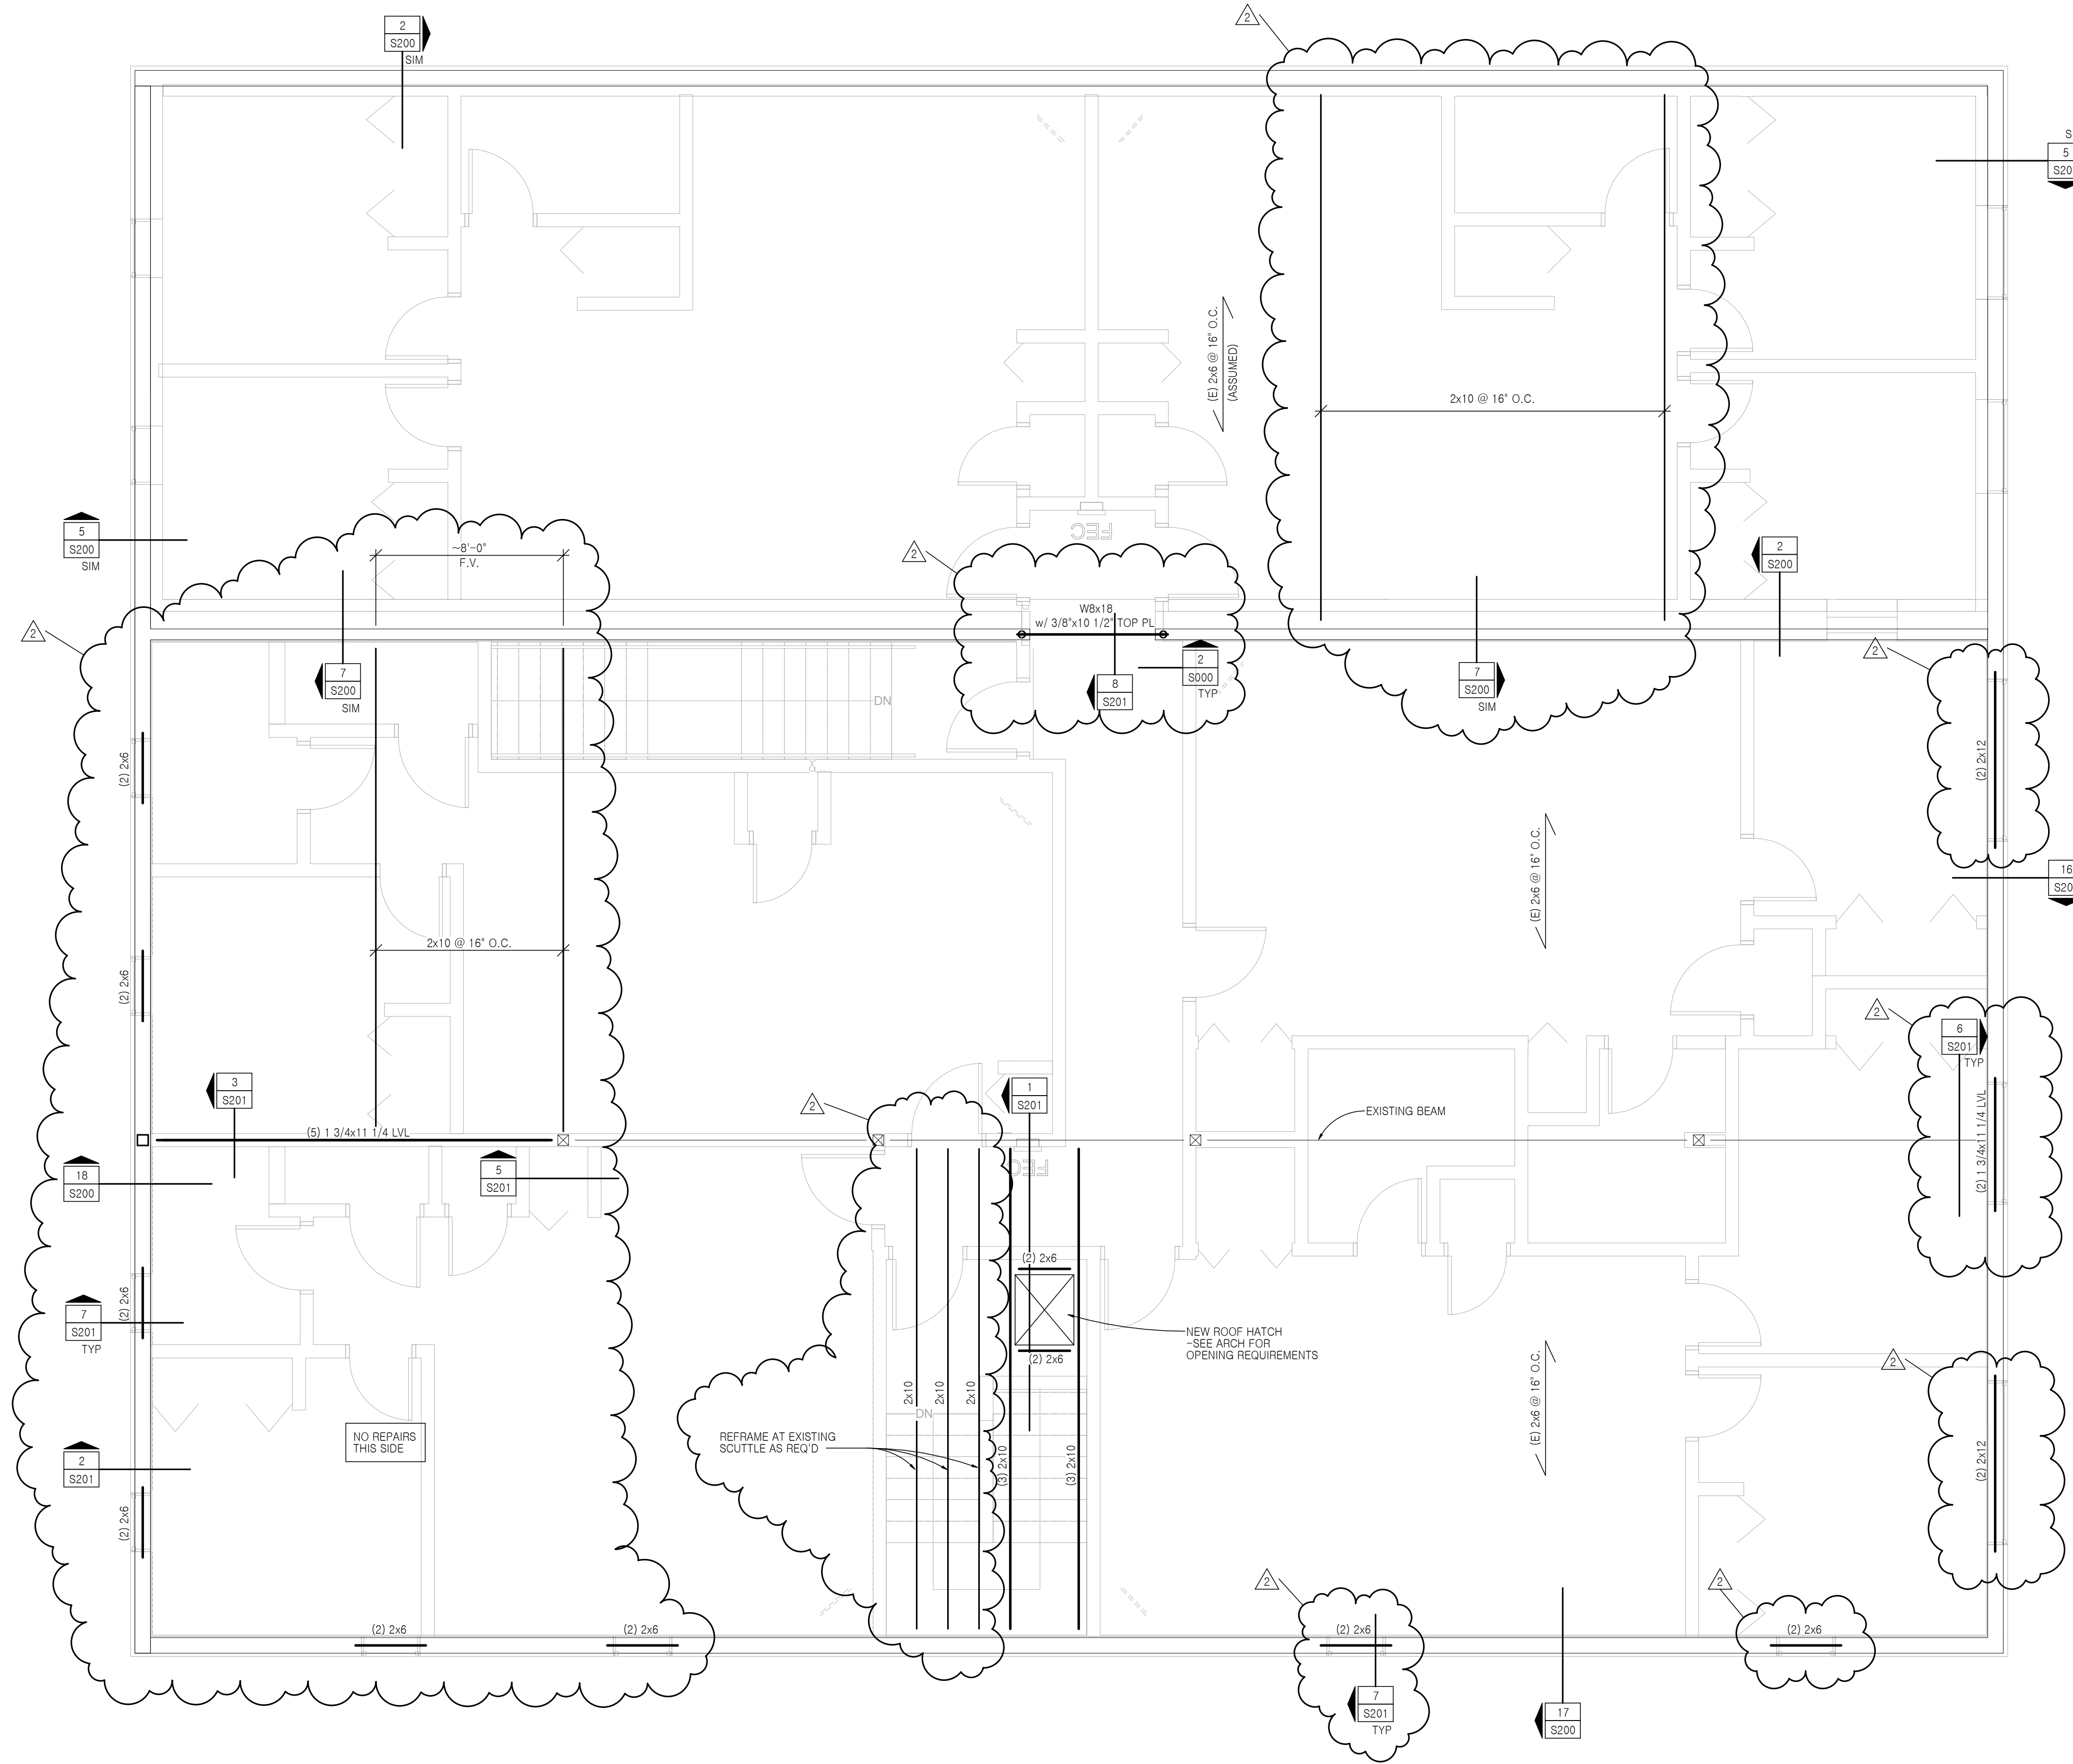 2
S200
SIM
2
S
5
S20
(E) 2x6 @ 16" O.C.
(ASSUMED)
2x10 @ 16" O.C.
5
S200
SIM
~8'-0"
F.V.
2
FEC
2
S200
2
W8x18
w/ 3/8"x10 1/2" TOP PL
2
7
S200
SIM
8
S201
2
S000
TYP
7
S200
SIM
2
DN
(2) 2x6
(2) 2x12
(E) 2x6 @ 16" O.C.
16
S20
2x10 @ 16" O.C.
(2) 2x6
2
6
S201
TYP
3
S201
2
1
S201
EXISTING BEAM
(5) 1 3/4x11 1/4 LVL
(2) 1 3/4x11 1/4 LVL
18
S200
5
S201
FEC
(2) 2x6
(2) 2x6
7
S201
TYP
NEW ROOF HATCH
-SEE ARCH FOR
OPENING REQUIREMENTS
(2) 2x6
2
2x10
2x10
2x10
DN
(E) 2x6 @ 16" O.C.
NO REPAIRS
THIS SIDE
REFRAME AT EXISTING
SCUTTLE AS REQ'D
(3) 2x10
(3) 2x10
(2) 2x12
2
S201
(2) 2x6
2
2
(2) 2x6
(2) 2x6
(2) 2x6
(2) 2x6
7
S201
TYP
17
S200